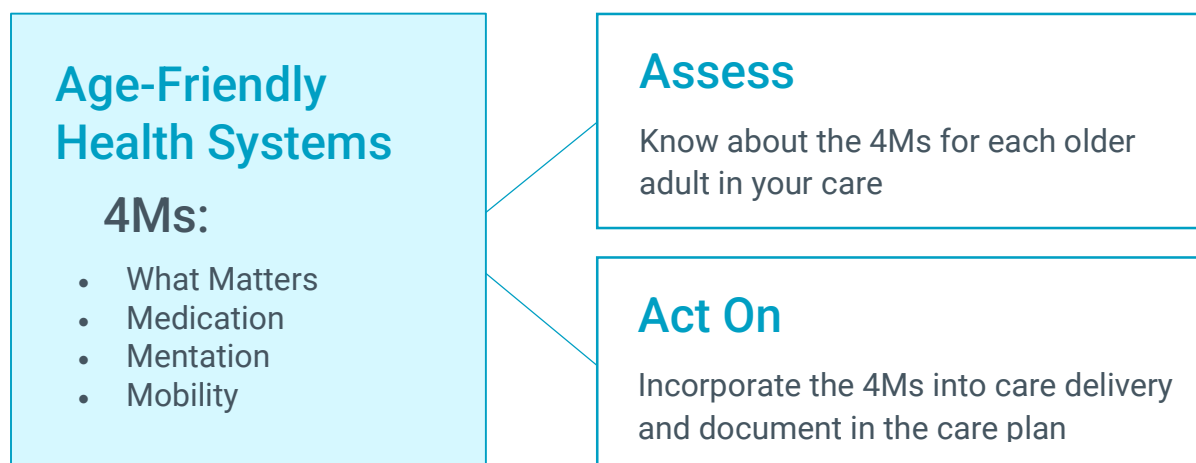 Age-Friendly
Health Systems
4Ms:
• What Matters
• Medication
• Mentation
• Mobility
Assess
Know about the 4Ms for each older
adult in your care
Act On
Incorporate the 4Ms into care delivery
and document in the care plan